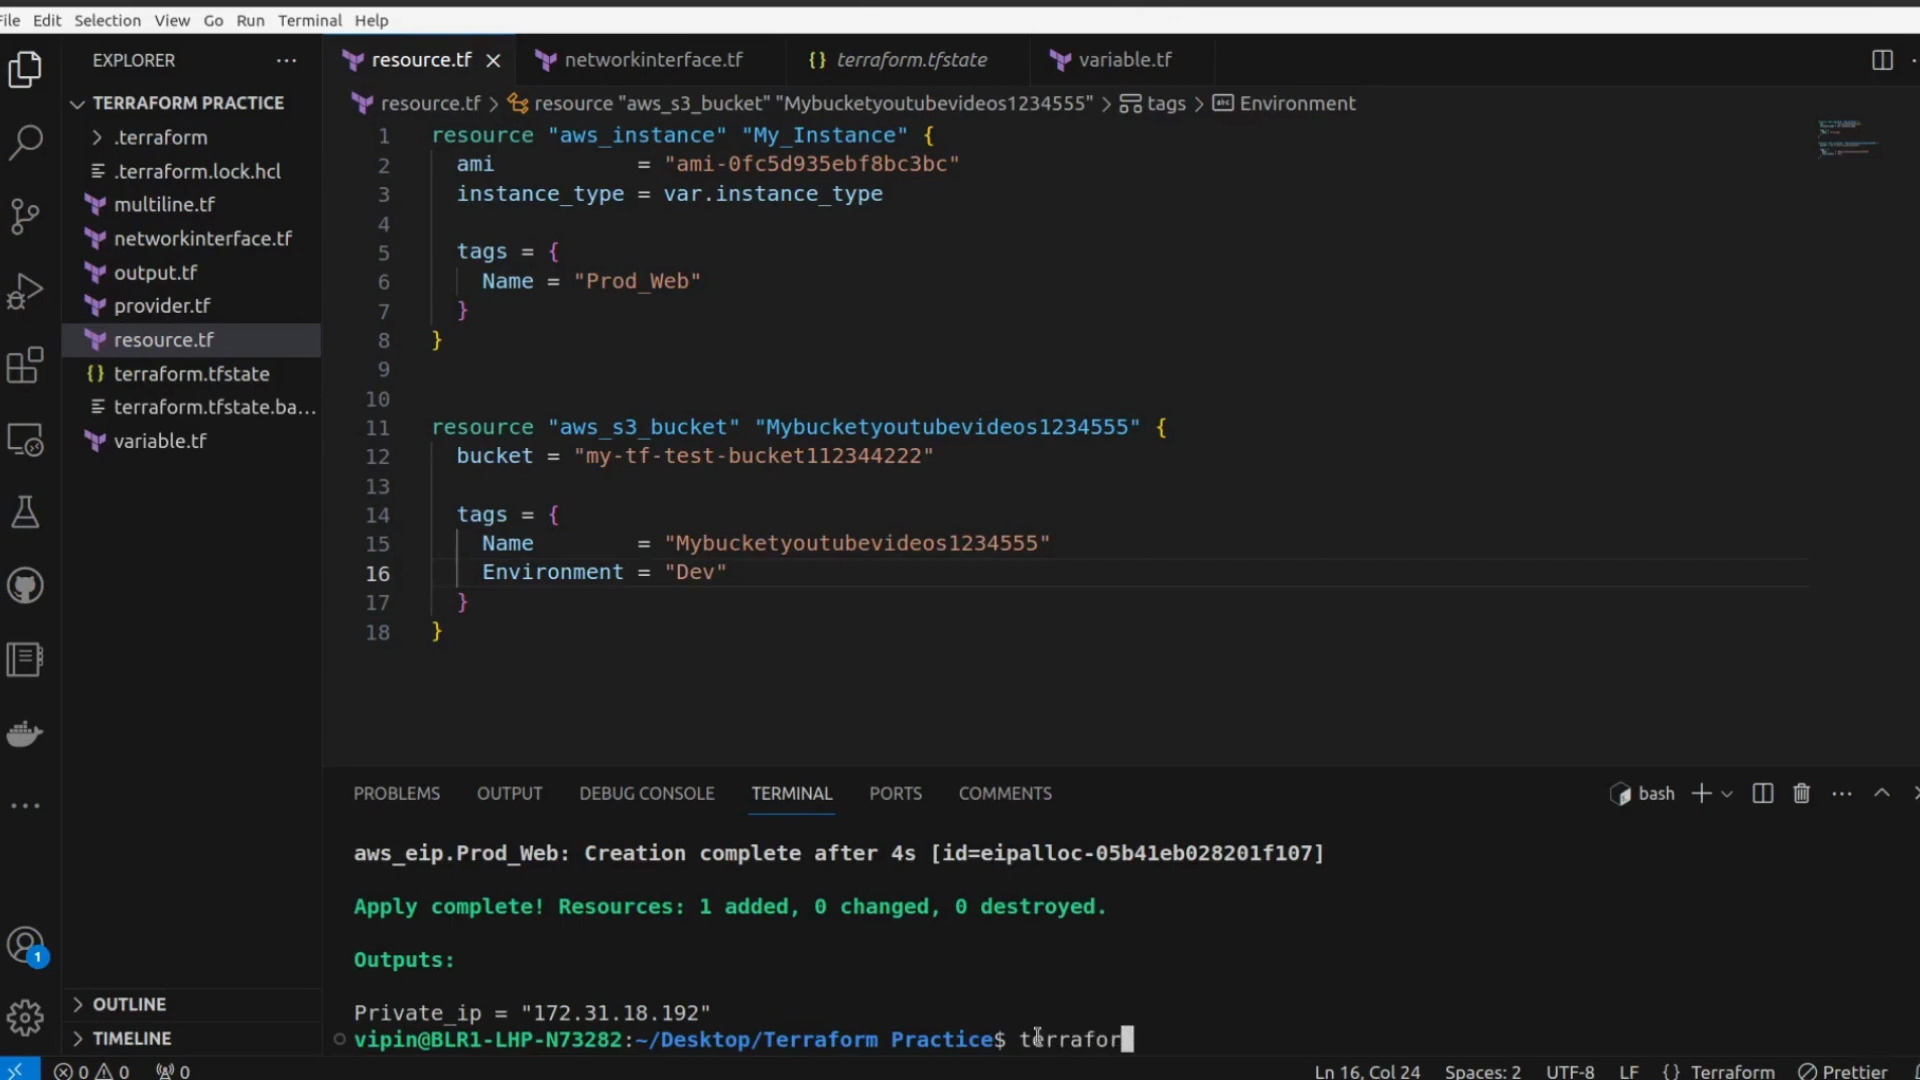 File Edit Selection View Go Run Terminal Help
EXPLORER
TERRAFORM PRACTICE
.terraform
.terraform.lock.hcl
multiline.tf
networkinterface.tf
output.tf
provider.tf
resource.tf
terraform.tfstate
terraform.tfstate.ba...
variable.tf
OUTLINE
TIMELINE
resource.tf networkinterface.tf {} terraform.tfstate variable.tf
resource.tf > resource "aws_s3_bucket" "Mybucketyoutubevideos1234555" > tags > Environment
1 resource "aws_instance" "My_Instance" {
2 ami = "ami-0fc5d935ebf8bc3bc"
3 instance_type = var.instance_type
4
5 tags = {
6 Name = "Prod_Web"
7 }
8 }
9
10
11 resource "aws_s3_bucket" "Mybucketyoutubevideos1234555" {
12 bucket = "my-tf-test-bucket112344222"
13
14 tags = {
15 Name = "Mybucketyoutubevideos1234555"
16 Environment = "Dev"
17 }
18 }
PROBLEMS OUTPUT DEBUG CONSOLE TERMINAL PORTS COMMENTS
bash
aws_eip.Prod_Web: Creation complete after 4s [id=eipalloc-05b41eb028201f107]
Apply complete! Resources: 1 added, 0 changed, 0 destroyed.
Outputs:
Private_ip = "172.31.18.192"
vipin@BLR1-LHP-N73282:~/Desktop/Terraform Practice$ terrafor
1
0 0 0 Ln 16, Col 24 Spaces: 2 UTF-8 LF {} Terraform Prettier